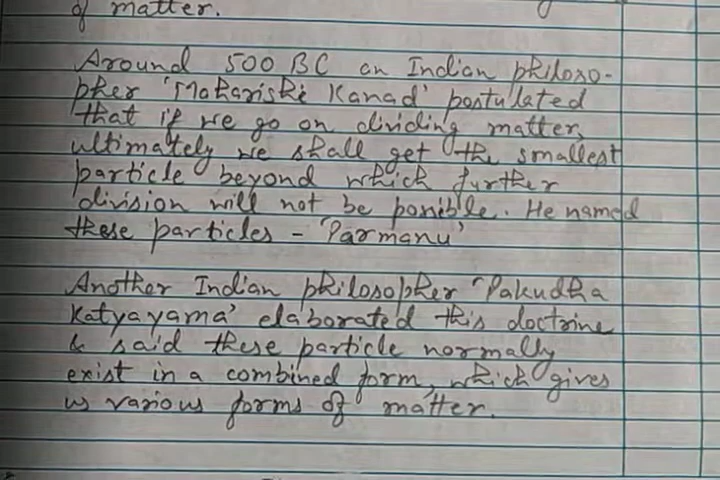 of matter.
Around 500 BC an Indian philoso-
pher 'Maharishi Kanad' postulated
that if we go on dividing matter,
ultimately we shall get the smallest
particle beyond which further
division will not be possible. He named
these particles - 'Parmanu'
Another Indian philosopher 'Pakudha
Katyayama' elaborated this doctrine
& said these particle normally
exist in a combined form, which gives
us various forms of matter.